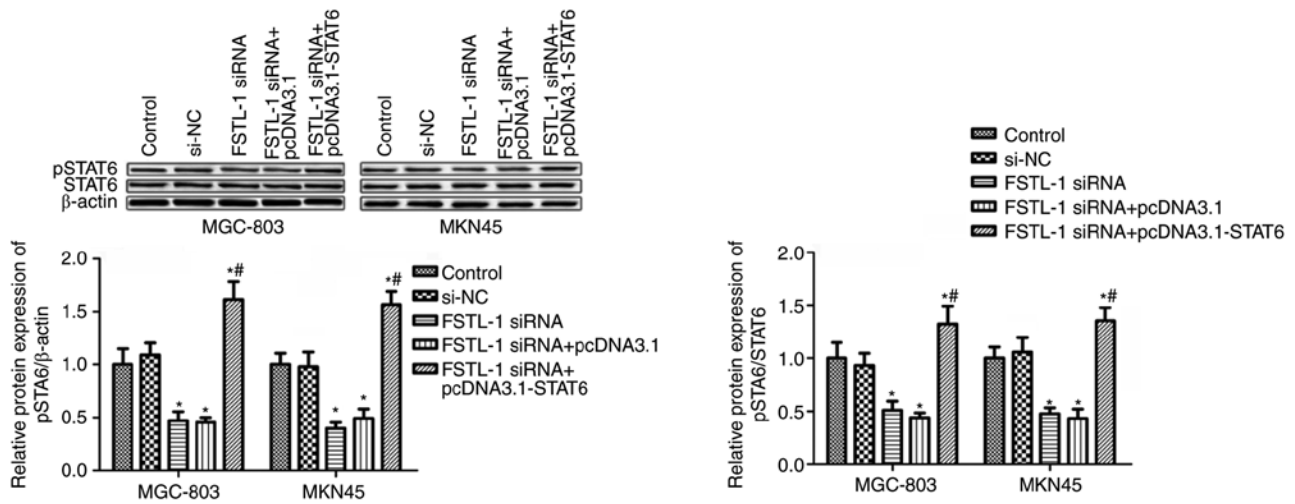 Control
si-NC
FSTL-1 siRNA
FSTL-1 siRNA+
pcDNA3.1
FSTL-1 siRNA+
pcDNA3.1-STAT6
Control
si-NC
FSTL-1 siRNA
FSTL-1 siRNA+
pcDNA3.1
FSTL-1 siRNA+
pcDNA3.1-STAT6
pSTAT6
STAT6
β-actin
MGC-803
MKN45
Relative protein expression of
pSTA6/β-actin
2.0
1.5
1.0
0.5
0.0
*
*
*#
*
*
*#
MGC-803
MKN45
Control
si-NC
FSTL-1 siRNA
FSTL-1 siRNA+pcDNA3.1
FSTL-1 siRNA+
pcDNA3.1-STAT6
Control
si-NC
FSTL-1 siRNA
FSTL-1 siRNA+pcDNA3.1
FSTL-1 siRNA+pcDNA3.1-STAT6
Relative protein expression of
pSTA6/STAT6
2.0
1.5
1.0
0.5
0.0
*
*
*#
*
*
*#
MGC-803
MKN45